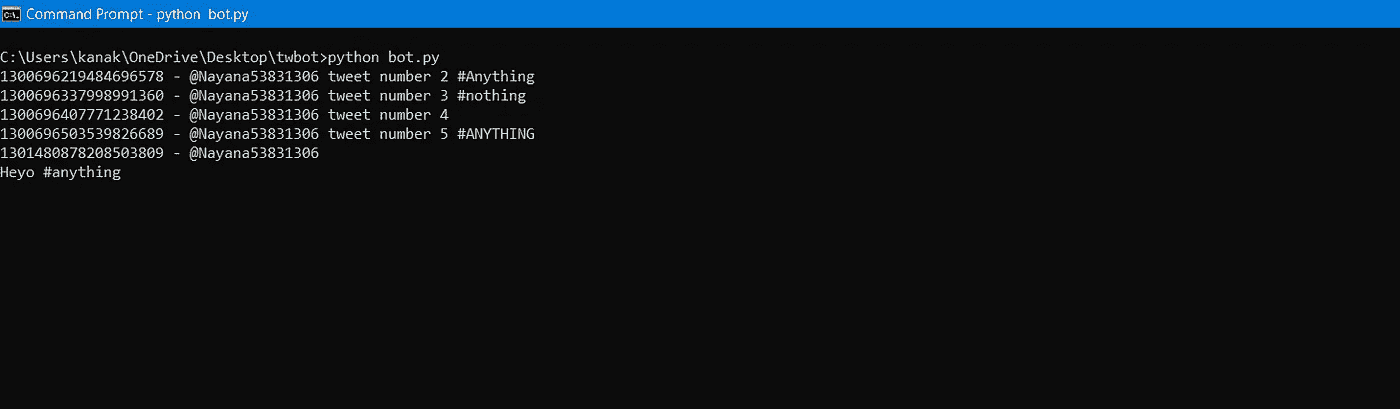 Command Prompt - python  bot.py
C:\Users\kanak\OneDrive\Desktop\twbot>python bot.py
1300696219484696578 - @Nayana53831306 tweet number 2 #Anything
1300696337998991360 - @Nayana53831306 tweet number 3 #nothing
1300696407771238402 - @Nayana53831306 tweet number 4
1300696503539826689 - @Nayana53831306 tweet number 5 #ANYTHING
1301480878208503809 - @Nayana53831306
Heyo #anything